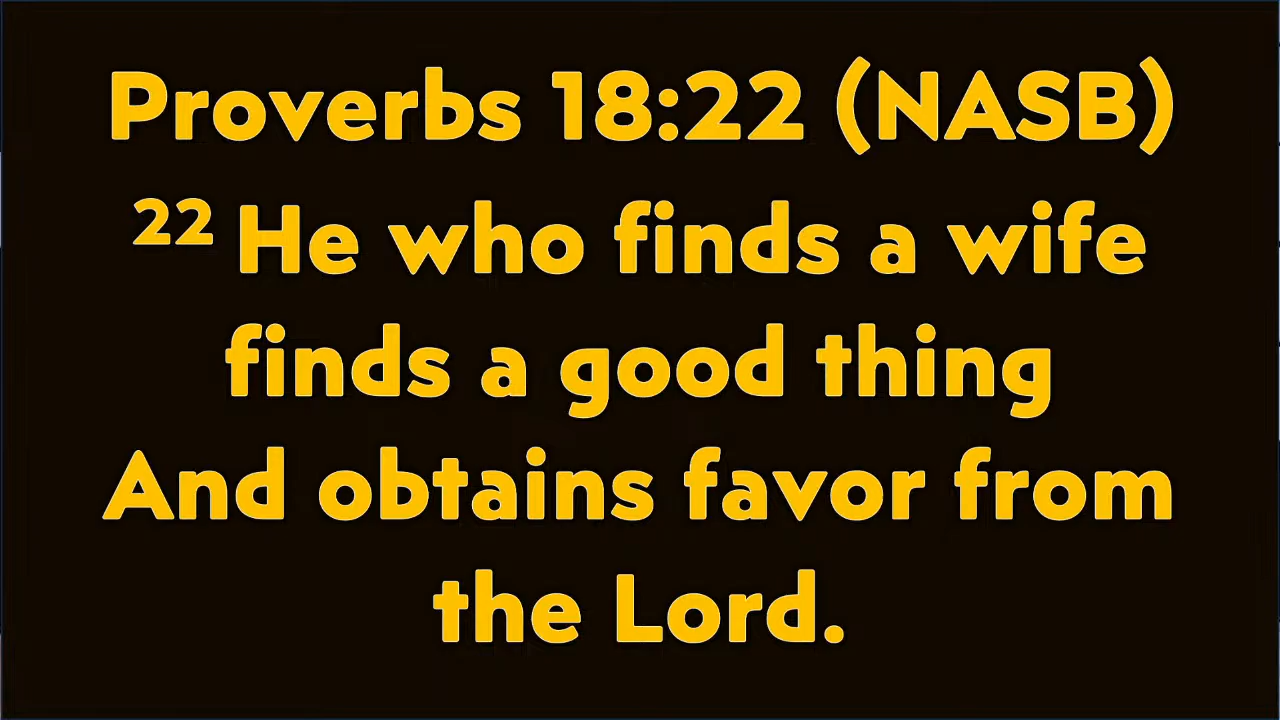 Proverbs 18:22 (NASB)
²² He who finds a wife
finds a good thing
And obtains favor from
the Lord.